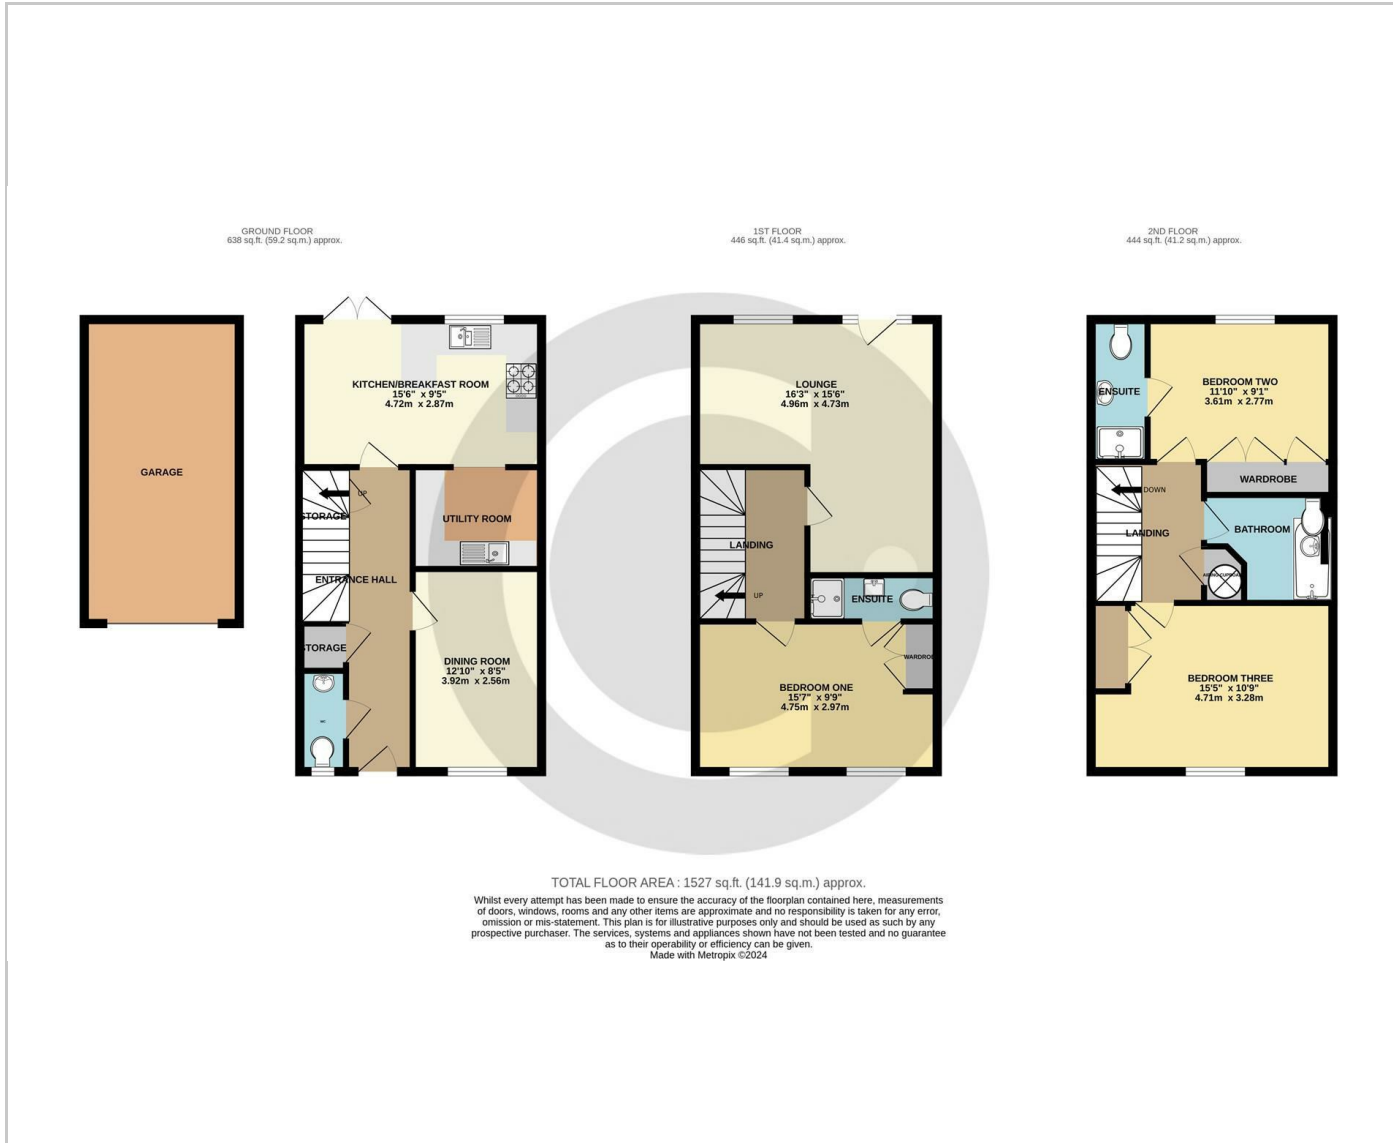 GROUND FLOOR
638 sq.ft. (59.2 sq.m.) approx.
1ST FLOOR
446 sq.ft. (41.4 sq.m.) approx.
2ND FLOOR
444 sq.ft. (41.2 sq.m.) approx.
GARAGE
KITCHEN/BREAKFAST ROOM
15'6" x 9'5"
4.72m x 2.87m
UP
STORAGE
UTILITY ROOM
ENTRANCE HALL
STORAGE
DINING ROOM
12'10" x 8'5"
3.92m x 2.56m
WC
LOUNGE
16'3" x 15'6"
4.96m x 4.73m
LANDING
UP
ENSUITE
WARDROBE
BEDROOM ONE
15'7" x 9'9"
4.75m x 2.97m
ENSUITE
BEDROOM TWO
11'10" x 9'1"
3.61m x 2.77m
WARDROBE
DOWN
LANDING
BATHROOM
BEDROOM THREE
15'5" x 10'9"
4.71m x 3.28m
TOTAL FLOOR AREA : 1527 sq.ft. (141.9 sq.m.) approx.
Whilst every attempt has been made to ensure the accuracy of the floorplan contained here, measurements
of doors, windows, rooms and any other items are approximate and no responsibility is taken for any error,
omission or mis-statement. This plan is for illustrative purposes only and should be used as such by any
prospective purchaser. The services, systems and appliances shown have not been tested and no guarantee
as to their operability or efficiency can be given.
Made with Metropix ©2024